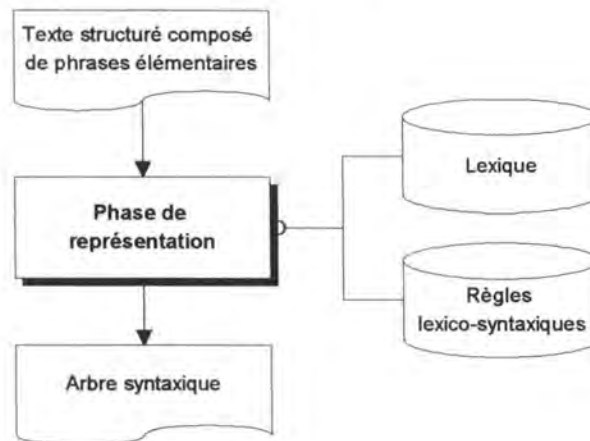 Texte structuré composé
de phrases élémentaires
Phase de
représentation
Lexique
Règles
lexico-syntaxiques
Arbre syntaxique